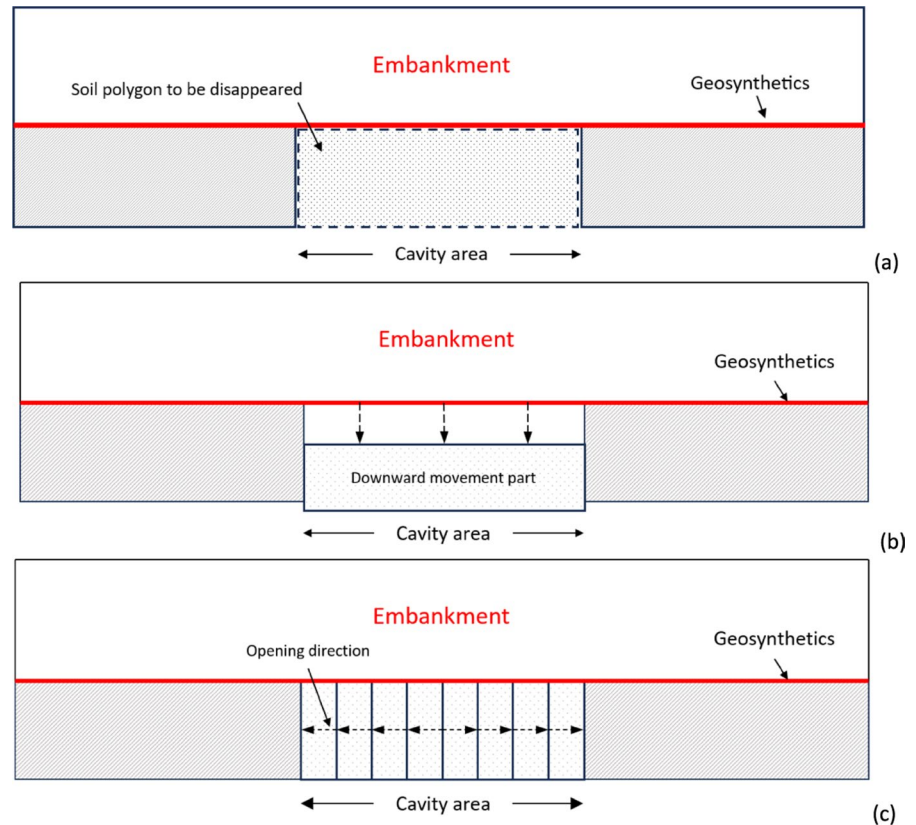 Embankment
Soil polygon to be disappeared
Geosynthetics
Cavity area
(a)
Embankment
Geosynthetics
Downward movement part
Cavity area
(b)
Embankment
Opening direction
Geosynthetics
Cavity area
(c)